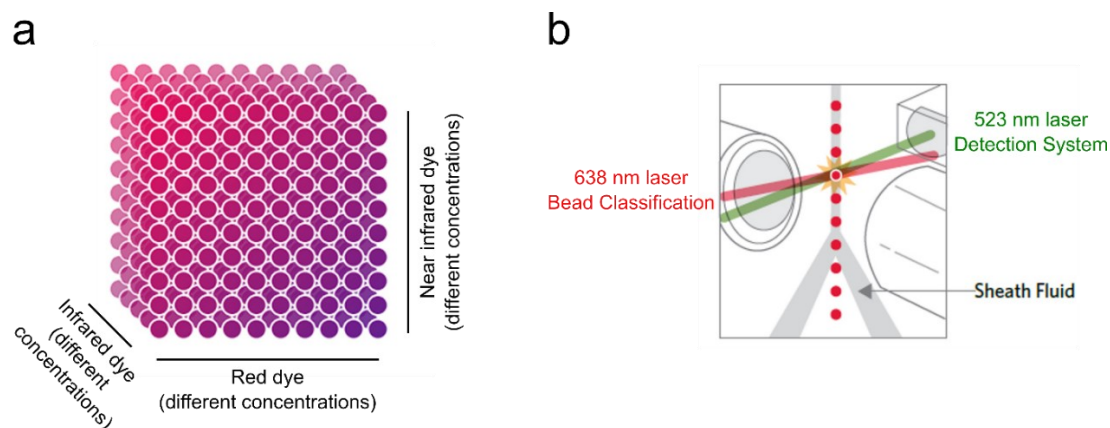 a
Near infrared dye
(different concentrations)
Infrared dye
(different
concentrations)
Red dye
(different concentrations)
b
523 nm laser
Detection System
638 nm laser
Bead Classification
Sheath Fluid